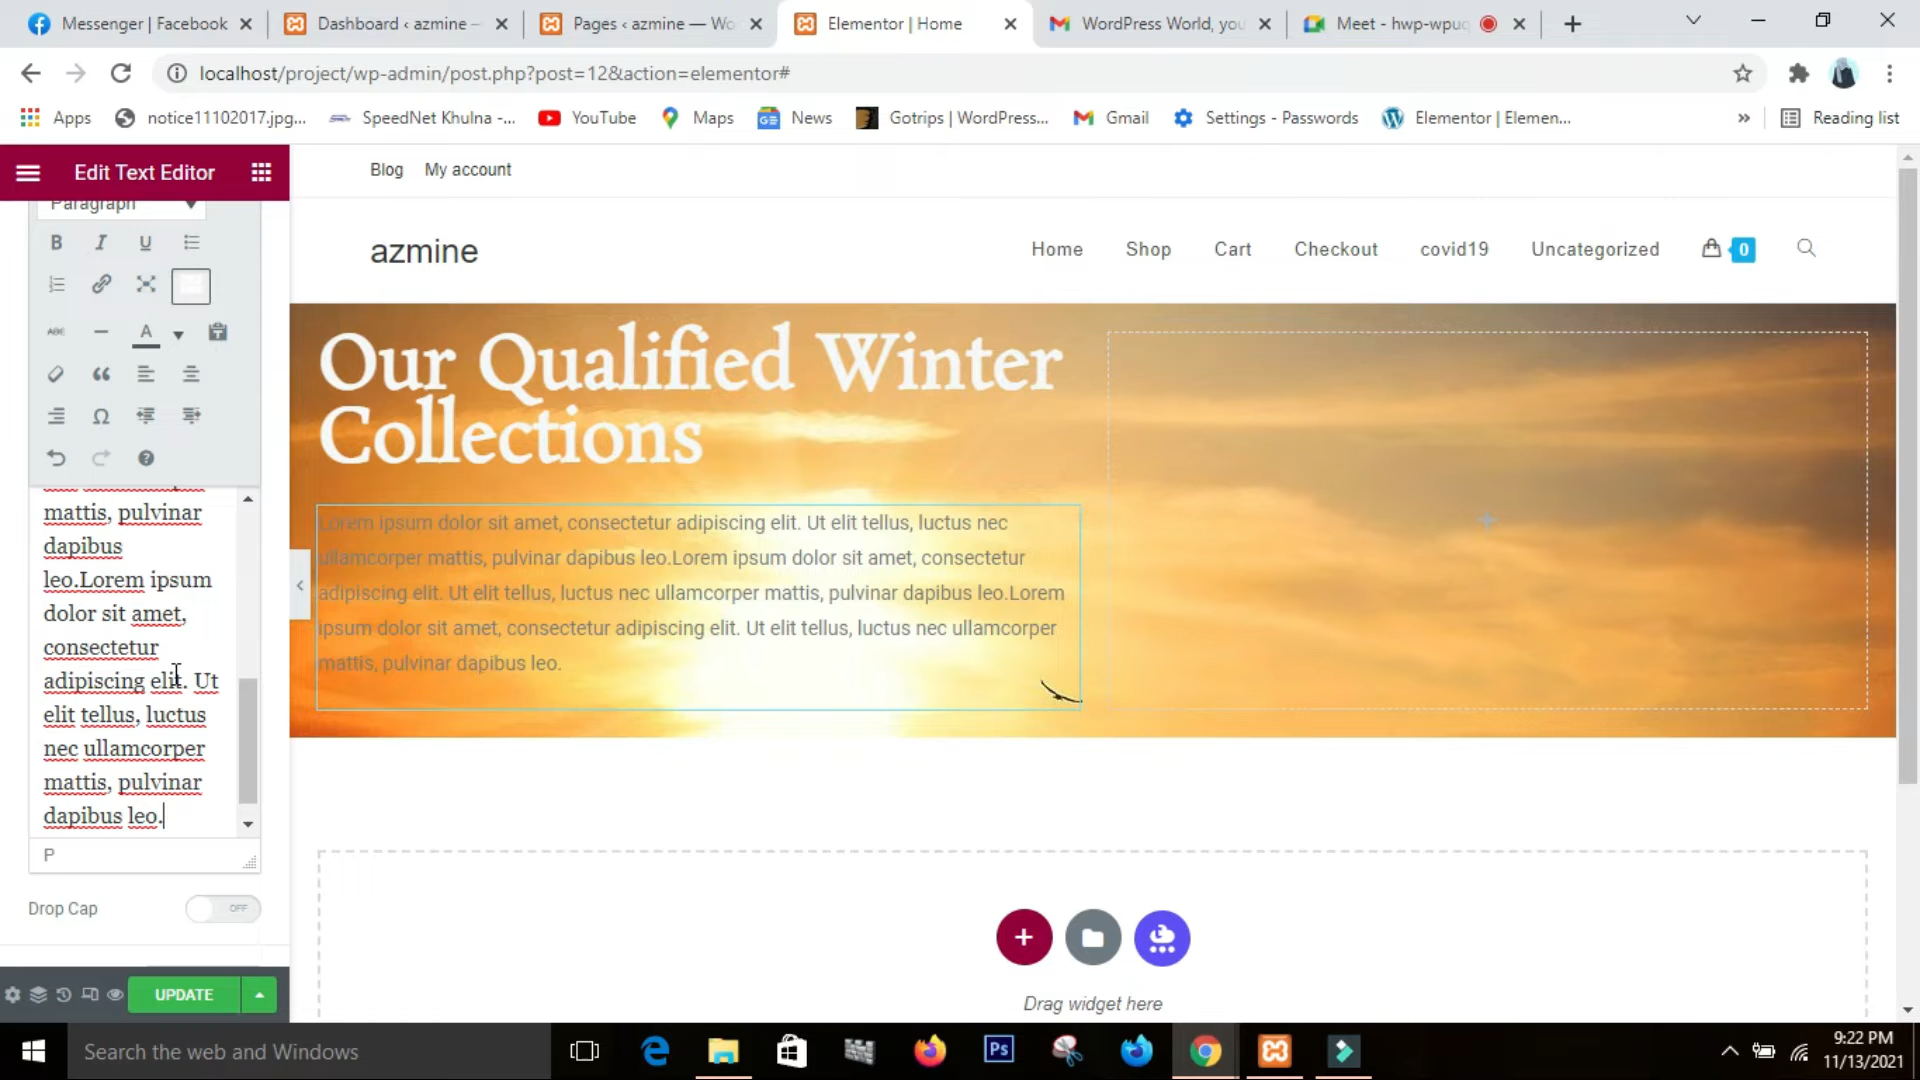 Messenger | Facebook
Dashboard ‹ azmine –
Pages ‹ azmine — Wo
Elementor | Home
WordPress World, you
Meet - hwp-wpuq
localhost/project/wp-admin/post.php?post=12&action=elementor#
Apps
notice11102017.jpg...
SpeedNet Khulna -...
YouTube
Maps
News
Gotrips | WordPress...
Gmail
Settings - Passwords
Elementor | Elemen...
»
Reading list
Edit Text Editor
Blog
My account
Paragraph
B
I
U
azmine
Home
Shop
Cart
Checkout
covid19
Uncategorized
0
ABC
A
Ω
Our Qualified Winter
Collections
mattis, pulvinar
dapibus
leo.Lorem ipsum
dolor sit amet,
consectetur
adipiscing elit. Ut
elit tellus, luctus
nec ullamcorper
mattis, pulvinar
dapibus leo.
P
Lorem ipsum dolor sit amet, consectetur adipiscing elit. Ut elit tellus, luctus nec
ullamcorper mattis, pulvinar dapibus leo.Lorem ipsum dolor sit amet, consectetur
adipiscing elit. Ut elit tellus, luctus nec ullamcorper mattis, pulvinar dapibus leo.Lorem
ipsum dolor sit amet, consectetur adipiscing elit. Ut elit tellus, luctus nec ullamcorper
mattis, pulvinar dapibus leo.
Drop Cap
OFF
UPDATE
Drag widget here
Search the web and Windows
Ps
9:22 PM
11/13/2021